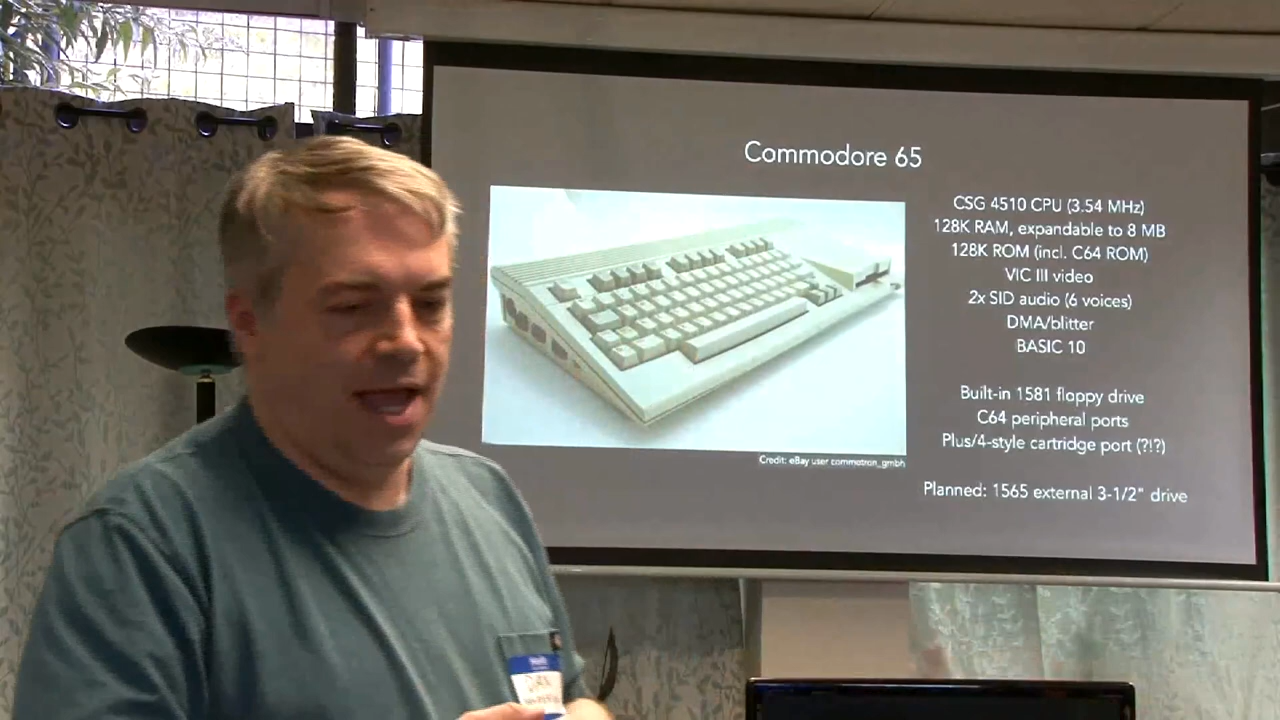 Commodore 65
CSG 4510 CPU (3.54 MHz)
128K RAM, expandable to 8 MB
128K ROM (incl. C64 ROM)
VIC III video
2x SID audio (6 voices)
DMA/blitter
BASIC 10
Built-in 1581 floppy drive
C64 peripheral ports
Plus/4-style cartridge port (?!?)
Credit: eBay user commotron_gmbh
Planned: 1565 external 3-1/2" drive